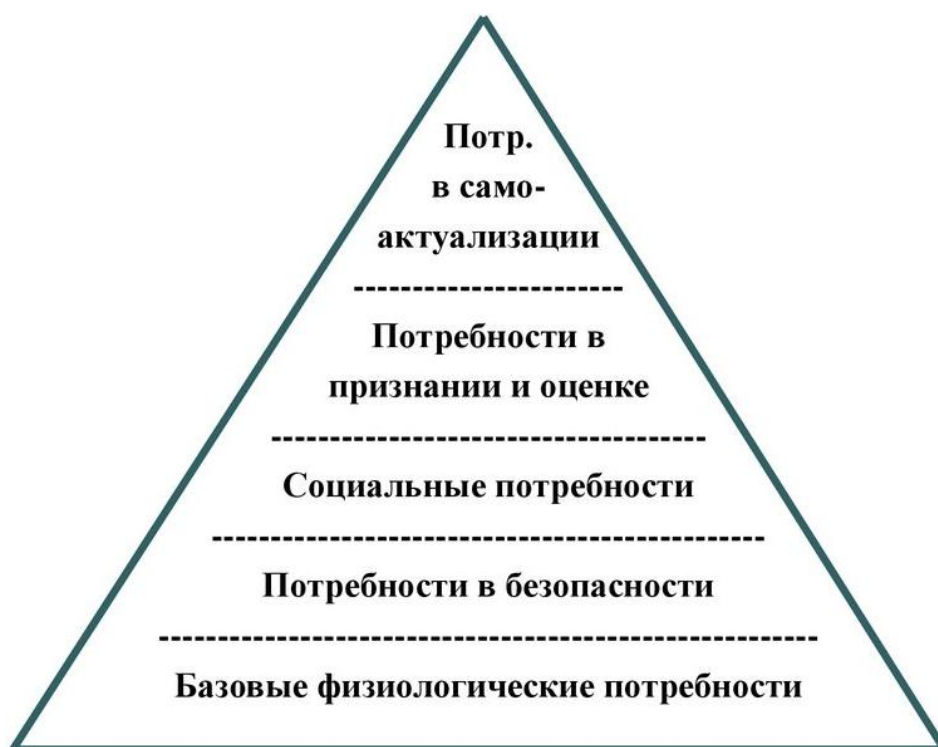 Потр.
в само-
актуализации
Потребности в
признании и оценке
Социальные потребности
Потребности в безопасности
Базовые физиологические потребности